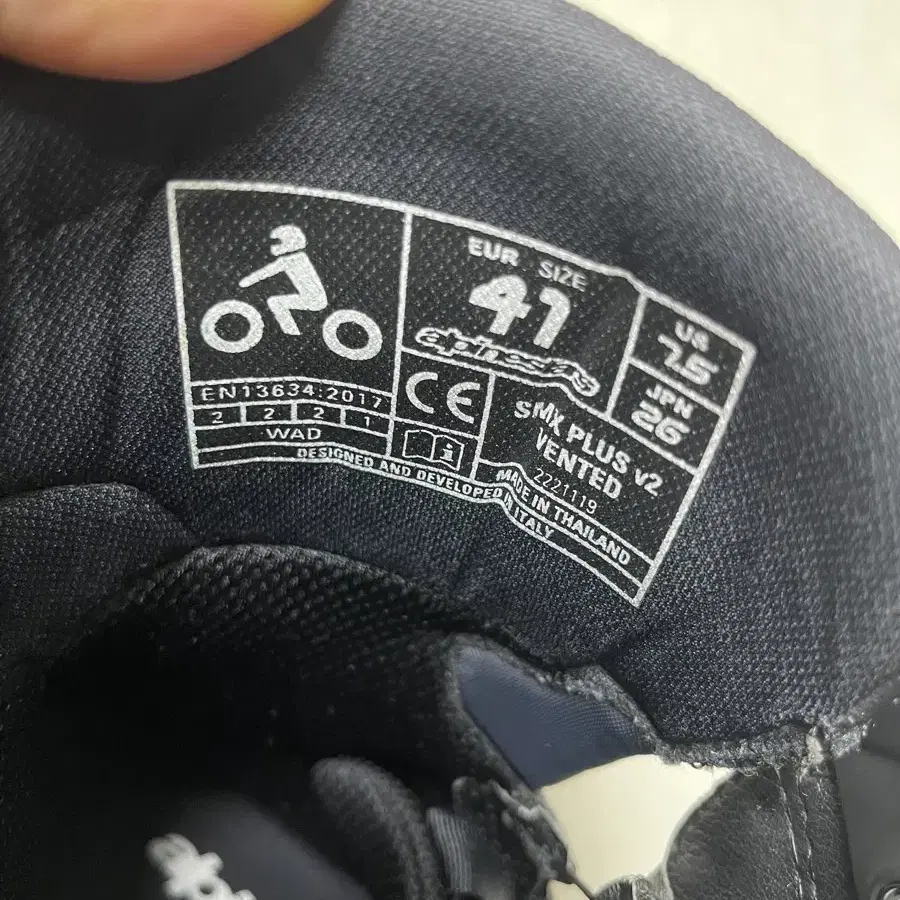 EUR SIZE
41
alpinestars
US
7.5
JPN
26
EN13634:2017
2 2 2 1
WAD
CE
i
SMX PLUS v2
VENTED
2221119
MADE IN THAILAND
DESIGNED AND DEVELOPED IN ITALY